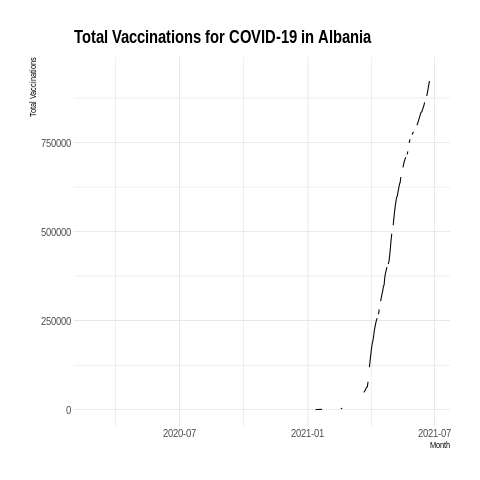 Total Vaccinations for COVID-19 in Albania
Total Vaccinations
750000
500000
250000
0
2020-07
2021-01
2021-07
Month